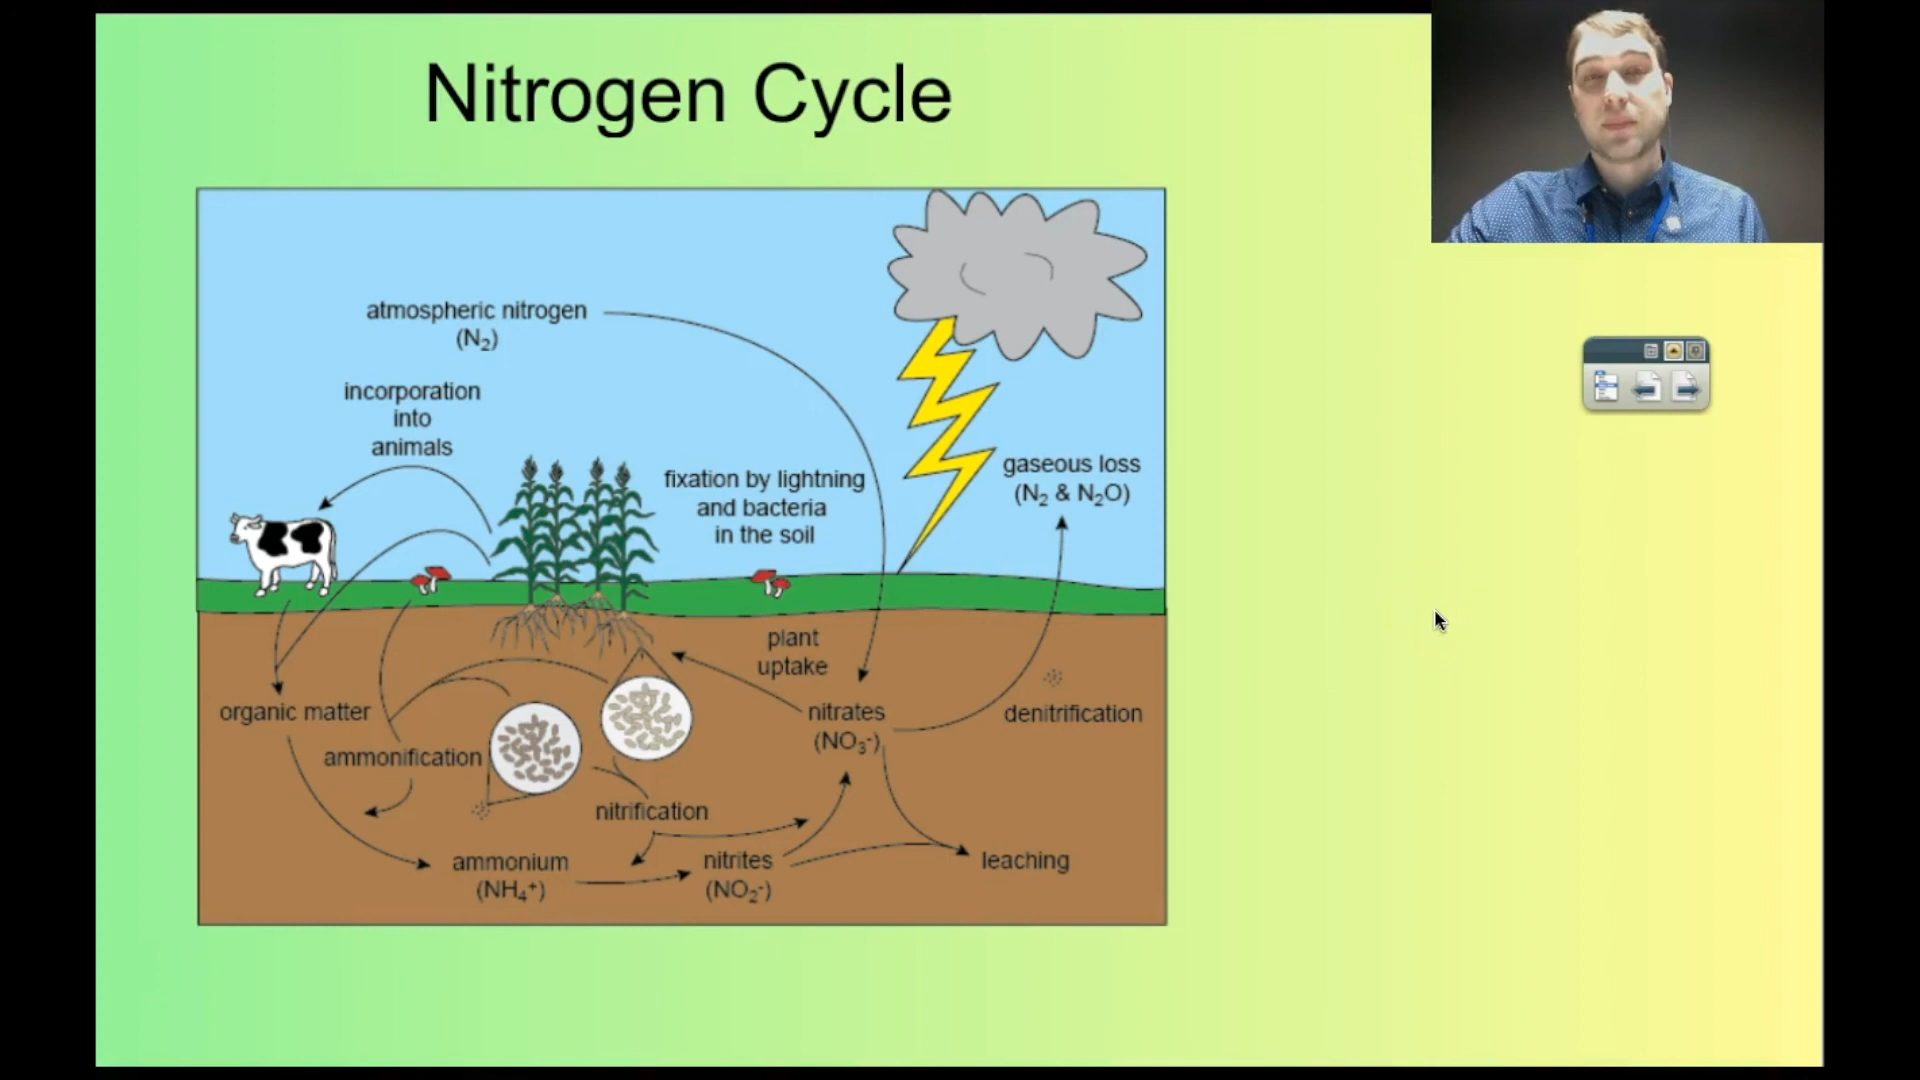 Nitrogen Cycle
atmospheric nitrogen
(N₂)
incorporation
into
animals
fixation by lightning
and bacteria
in the soil
gaseous loss
(N₂ & N₂O)
plant
uptake
organic matter
nitrates
(NO₃⁻)
denitrification
ammonification
nitrification
ammonium
(NH₄⁺)
nitrites
(NO₂⁻)
leaching